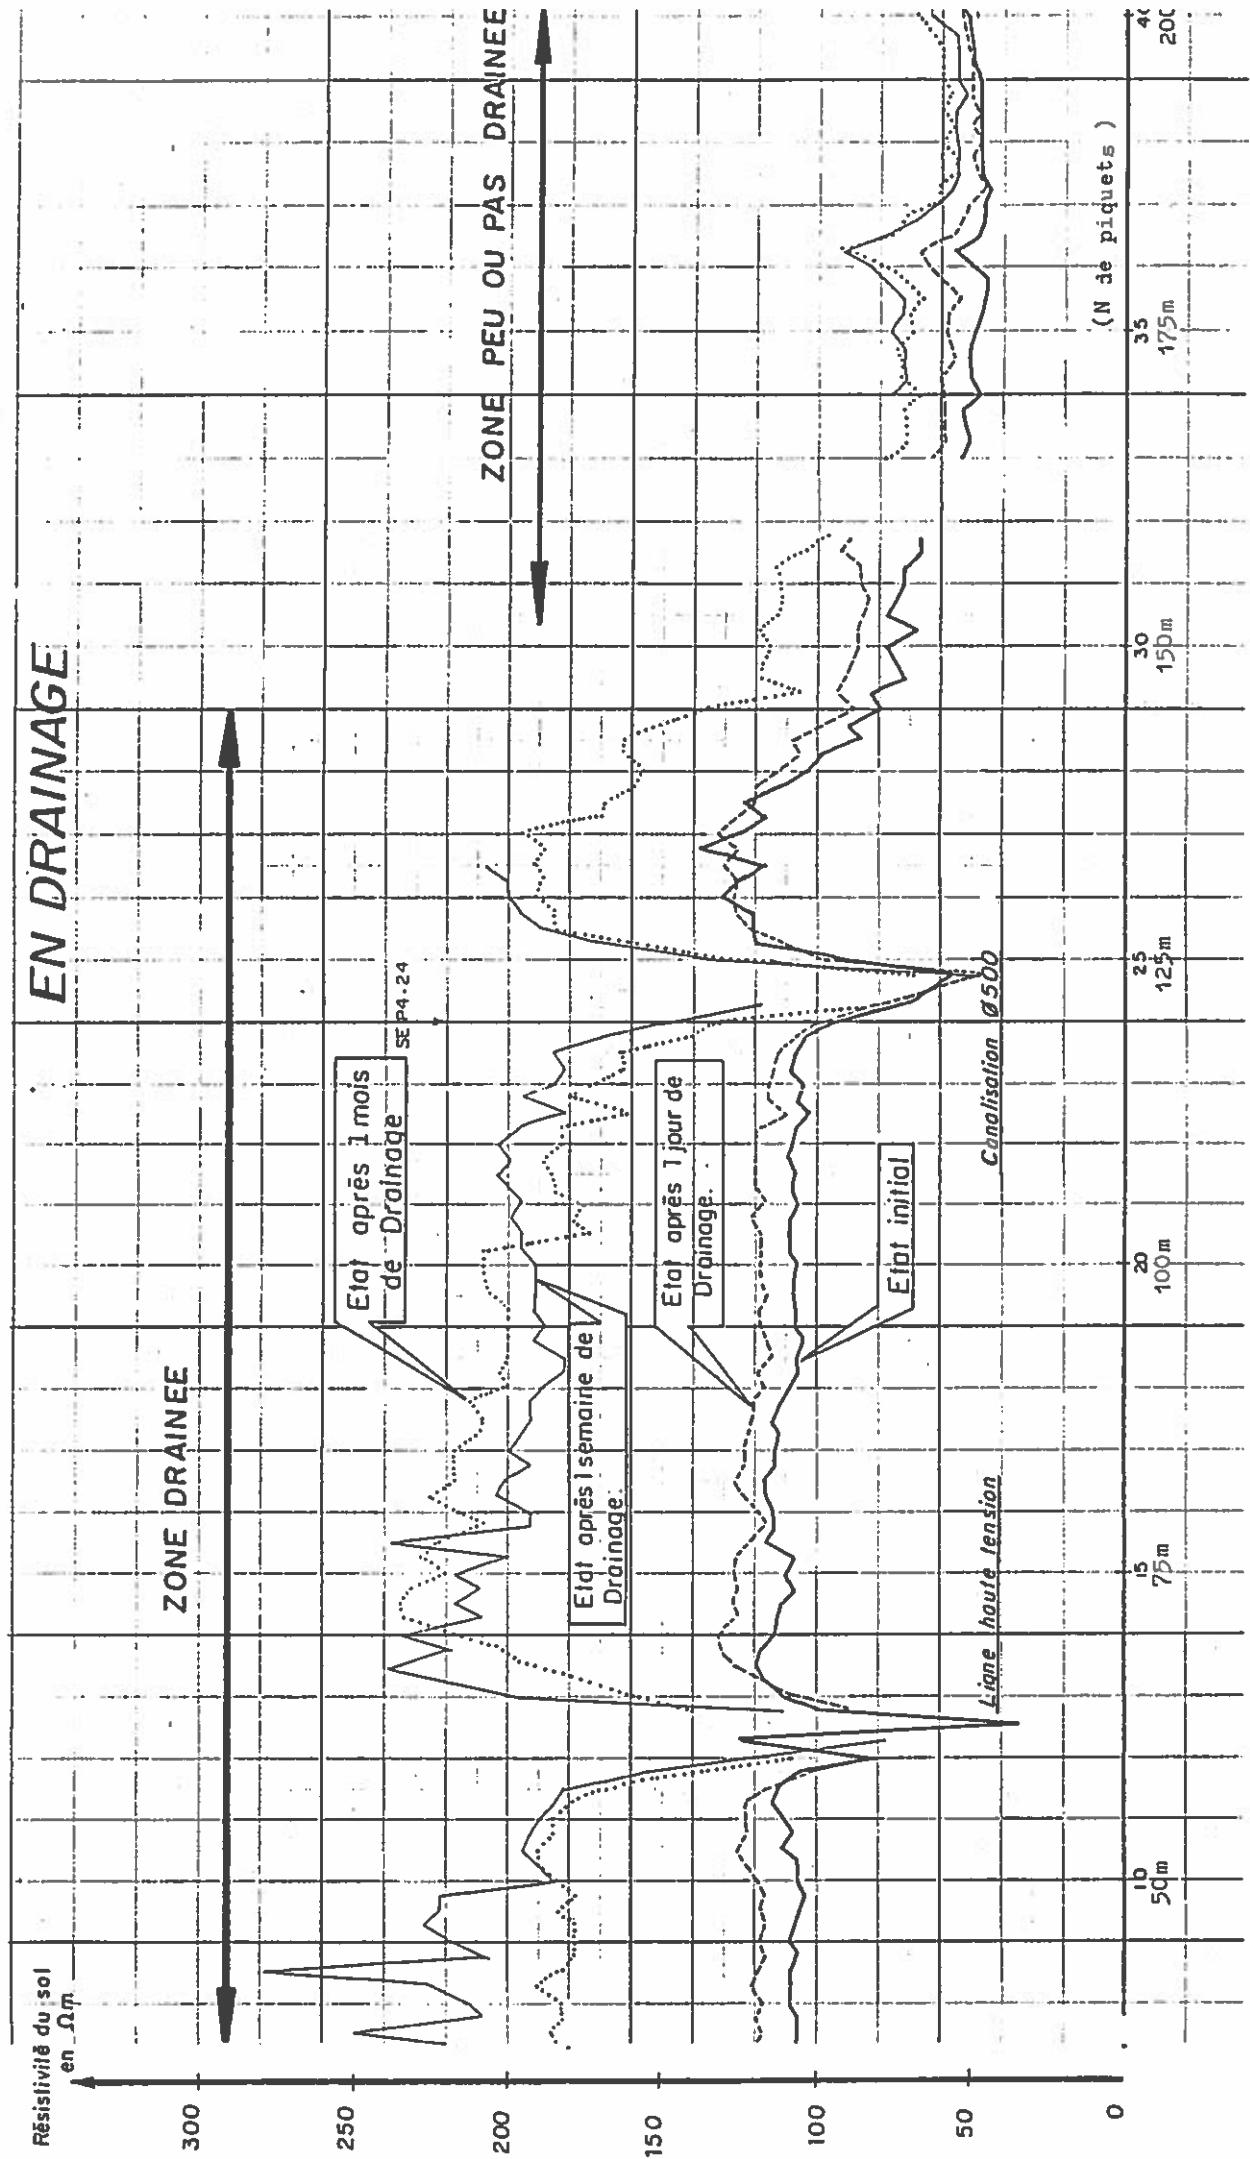 EN DRAINAGE
Résistivité du sol
en Ωm
ZONE DRAINEE
ZONE PEU OU PAS DRAINEE
Etat après 1 mois
de Drainage
SE P4.24
Etat après 1 semaine de
Drainage.
Etat après 1 jour de
Drainage.
Etat initial
Ligne haute tension
Canalisation Ø 500
(N de piquets)
300
250
200
150
100
50
0
10 15 20 25 30 35 40
50m 75m 100m 125m 150m 175m 200